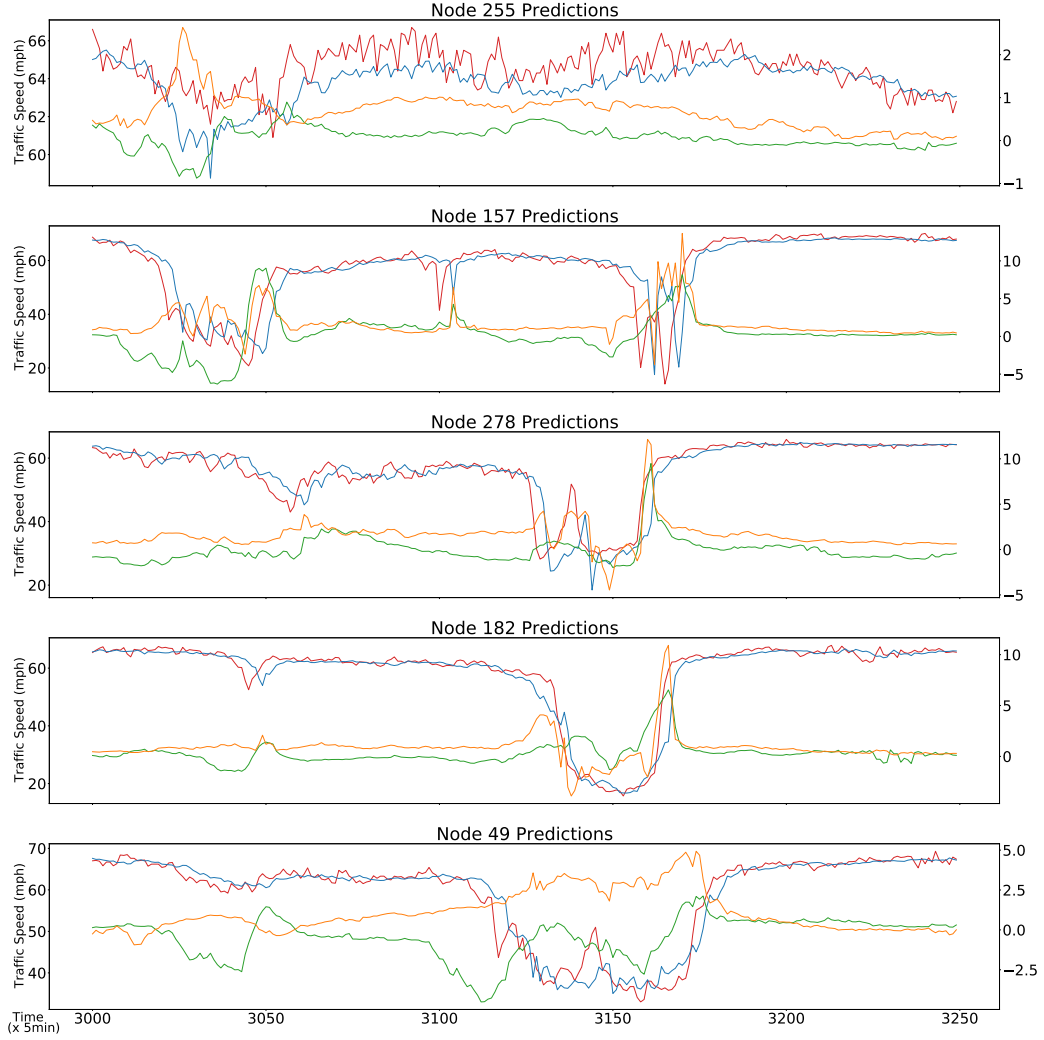 Node 255 Predictions
Traffic Speed (mph)
66
64
62
60
2
1
0
−1
Node 157 Predictions
Traffic Speed (mph)
60
40
20
10
5
0
−5
Node 278 Predictions
Traffic Speed (mph)
60
40
20
10
5
0
−5
Node 182 Predictions
Traffic Speed (mph)
60
40
20
10
5
0
Node 49 Predictions
Traffic Speed (mph)
70
60
50
40
5.0
2.5
0.0
−2.5
Time
(x 5min)
3000 3050 3100 3150 3200 3250